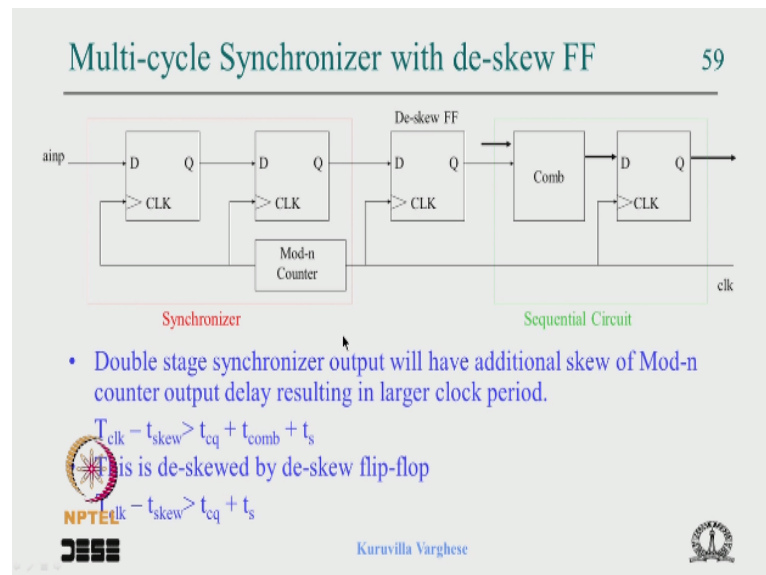 Multi-cycle Synchronizer with de-skew FF 59
De-skew FF
ainp
D Q
CLK
D Q
CLK
D Q
CLK
Comb
D Q
CLK
Mod-n
Counter
clk
Synchronizer
Sequential Circuit
• Double stage synchronizer output will have additional skew of Mod-n
counter output delay resulting in larger clock period.
Tclk – tskew> tcq + tcomb + ts
• This is de-skewed by de-skew flip-flop
Tclk – tskew> tcq + ts
NPTEL
DESE
Kuruvilla Varghese